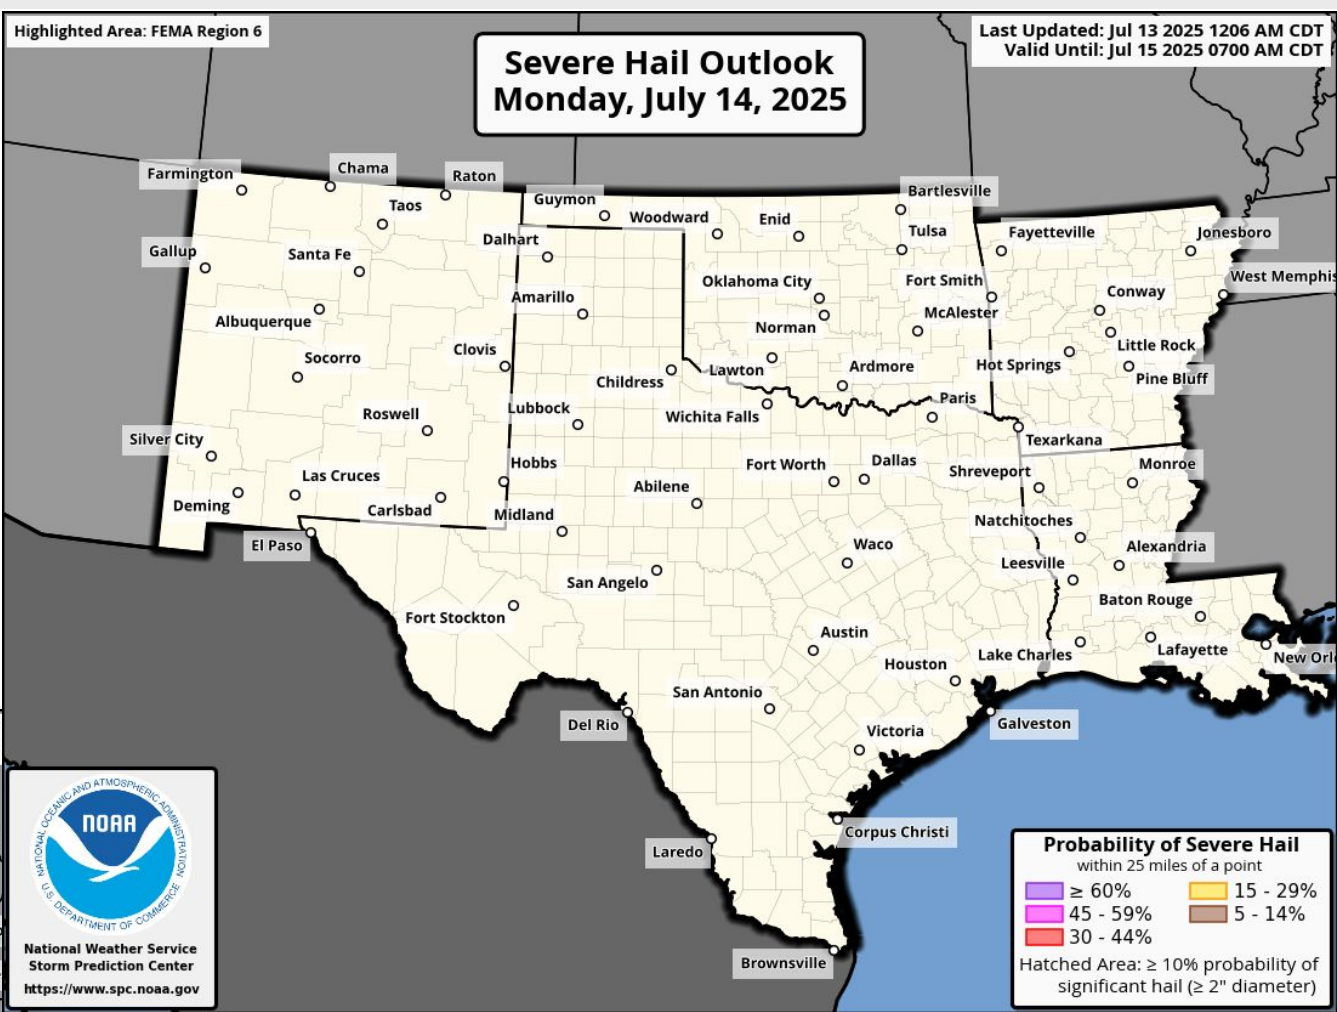 Highlighted Area: FEMA Region 6
Severe Hail Outlook
Monday, July 14, 2025
Last Updated: Jul 13 2025 1206 AM CDT
Valid Until: Jul 15 2025 0700 AM CDT
Farmington
Chama
Raton
Taos
Guymon
Woodward
Enid
Bartlesville
Tulsa
Fayetteville
Jonesboro
Gallup
Santa Fe
Dalhart
Oklahoma City
Fort Smith
West Memphis
Amarillo
Conway
Albuquerque
Norman
McAlester
Socorro
Clovis
Childress
Lawton
Ardmore
Hot Springs
Little Rock
Pine Bluff
Roswell
Lubbock
Wichita Falls
Paris
Silver City
Texarkana
Las Cruces
Hobbs
Fort Worth
Dallas
Shreveport
Monroe
Deming
Carlsbad
Midland
Abilene
El Paso
Natchitoches
Waco
Alexandria
San Angelo
Leesville
Fort Stockton
Baton Rouge
Austin
Lake Charles
Lafayette
New Orl
Houston
San Antonio
Del Rio
Galveston
Victoria
Corpus Christi
Laredo
Brownsville
NATIONAL OCEANIC AND ATMOSPHERIC ADMINISTRATION
NOAA
U.S. DEPARTMENT OF COMMERCE
National Weather Service
Storm Prediction Center
https://www.spc.noaa.gov
Probability of Severe Hail
within 25 miles of a point
≥ 60%
15 - 29%
45 - 59%
5 - 14%
30 - 44%
Hatched Area: ≥ 10% probability of
significant hail (≥ 2" diameter)